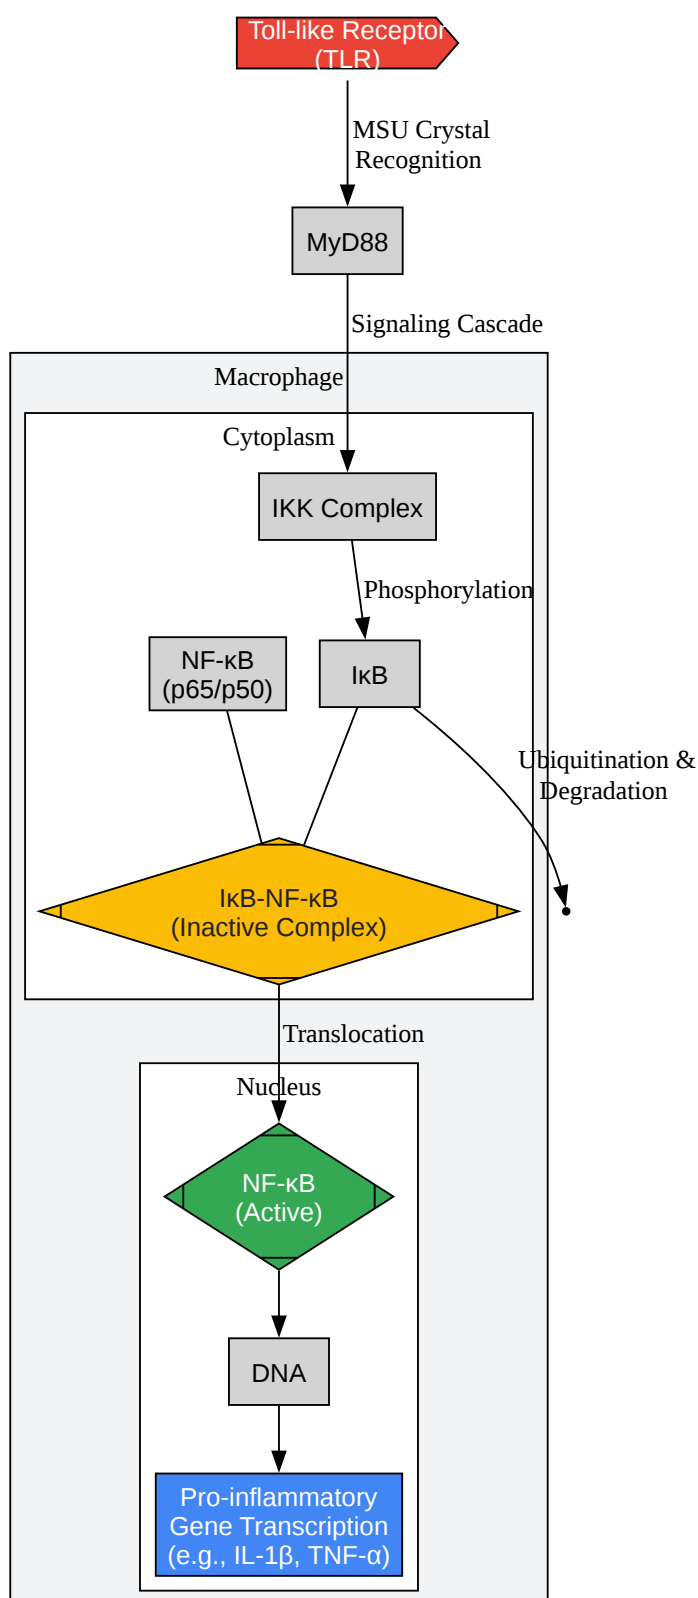 Toll-like Receptor
(TLR)
MSU Crystal
Recognition
MyD88
Signaling Cascade
Macrophage
Cytoplasm
IKK Complex
Phosphorylation
NF-κB
(p65/p50)
IκB
Ubiquitination &
Degradation
IκB-NF-κB
(Inactive Complex)
Translocation
Nucleus
NF-κB
(Active)
DNA
Pro-inflammatory
Gene Transcription
(e.g., IL-1β, TNF-α)